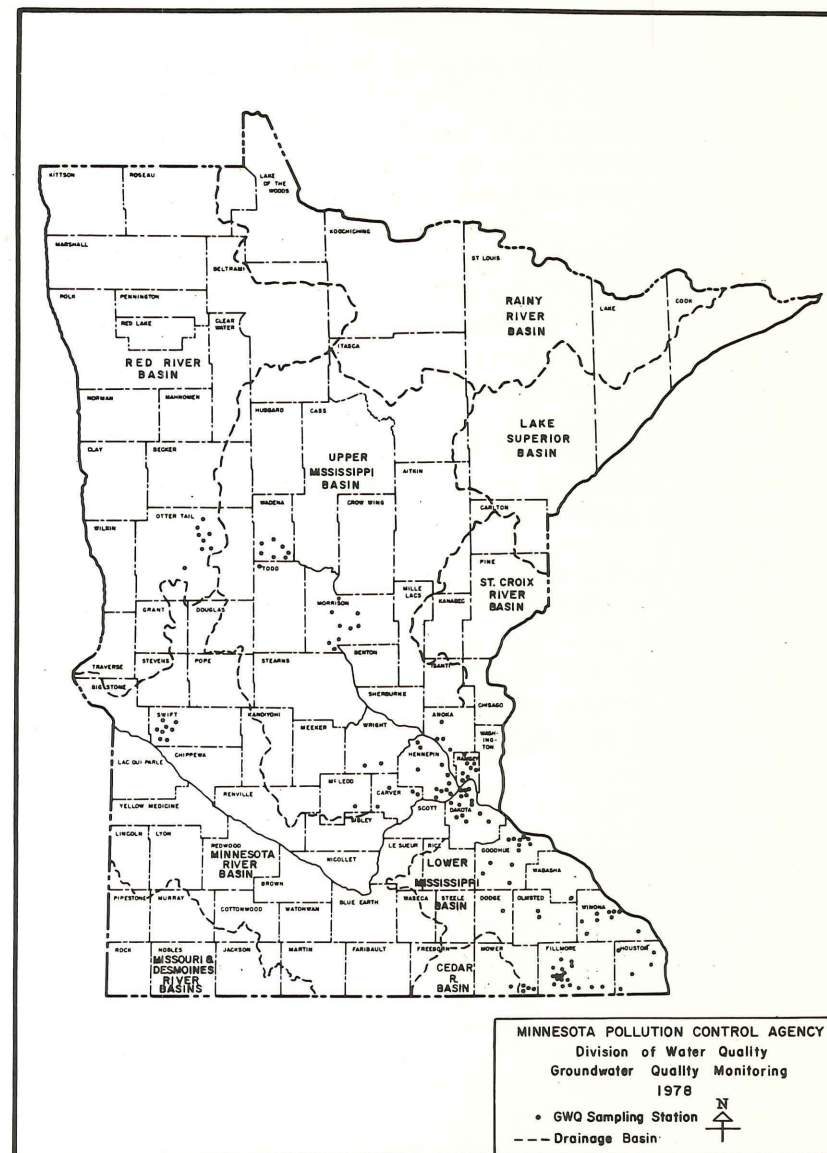 KITTSON
ROSEAU
LAKE
OF THE
WOODS
KOOCHICHING
ST LOUIS
MARSHALL
BELTRAMI
POLK
PENNINGTON
RED LAKE
CLEAR
WATER
RED RIVER
BASIN
ITASCA
RAINY
RIVER
BASIN
LAKE
COOK
NORMAN
MAHNOMEN
HUBBARD
CASS
LAKE
SUPERIOR
BASIN
CLAY
BECKER
UPPER
MISSISSIPPI
BASIN
AITKIN
WADENA
CROW WING
CARLTON
OTTER TAIL
WILKIN
PINE
TODD
ST. CROIX
RIVER
BASIN
MILLE
LACS
KANABEC
MORRISON
GRANT
DOUGLAS
BENTON
TRAVERSE
STEVENS
POPE
STEARNS
ISANTI
BIG STONE
SHERBURNE
CHISAGO
SWIFT
KANDIYOHI
MEEKER
WRIGHT
ANOKA
WASH-
ING-
TON
HENNEPIN
RAMSEY
LAC QUI PARLE
CHIPPEWA
RENVILLE
MC LEOD
CARVER
SCOTT
DAKOTA
YELLOW MEDICINE
SIBLEY
LINCOLN
LYON
REDWOOD
MINNESOTA
RIVER
BASIN
NICOLLET
LE SUEUR
RICE
GOODHUE
WABASHA
LOWER
MISSISSIPPI
BASIN
BROWN
BLUE EARTH
WASECA
STEELE
DODGE
OLMSTED
WINONA
PIPESTONE
MURRAY
COTTONWOOD
WATONWAN
ROCK
NOBLES
JACKSON
MARTIN
FARIBAULT
FREEBORN
MOWER
FILLMORE
HOUSTON
MISSOURI &
DESMOINES
RIVER
BASINS
CEDAR
R.
BASIN
MINNESOTA POLLUTION CONTROL AGENCY
Division of Water Quality
Groundwater Quality Monitoring
1978
N
GWQ Sampling Station
Drainage Basin